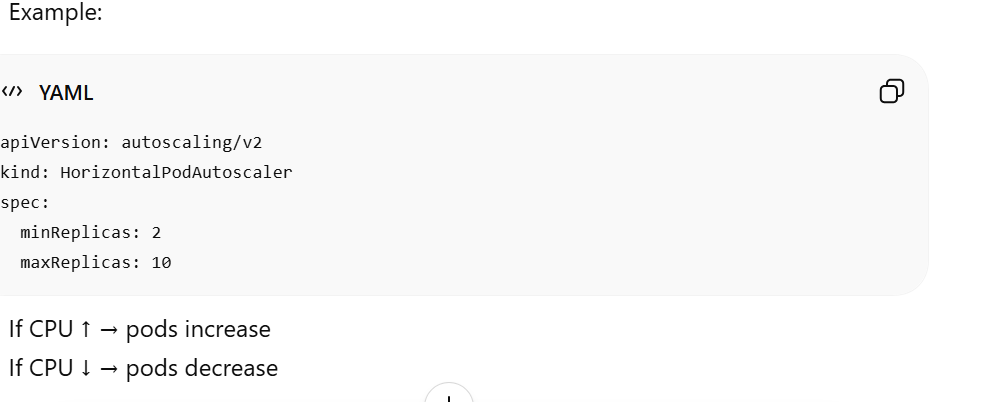 Example:
YAML
apiVersion: autoscaling/v2
kind: HorizontalPodAutoscaler
spec:
  minReplicas: 2
  maxReplicas: 10
If CPU ↑ → pods increase
If CPU ↓ → pods decrease